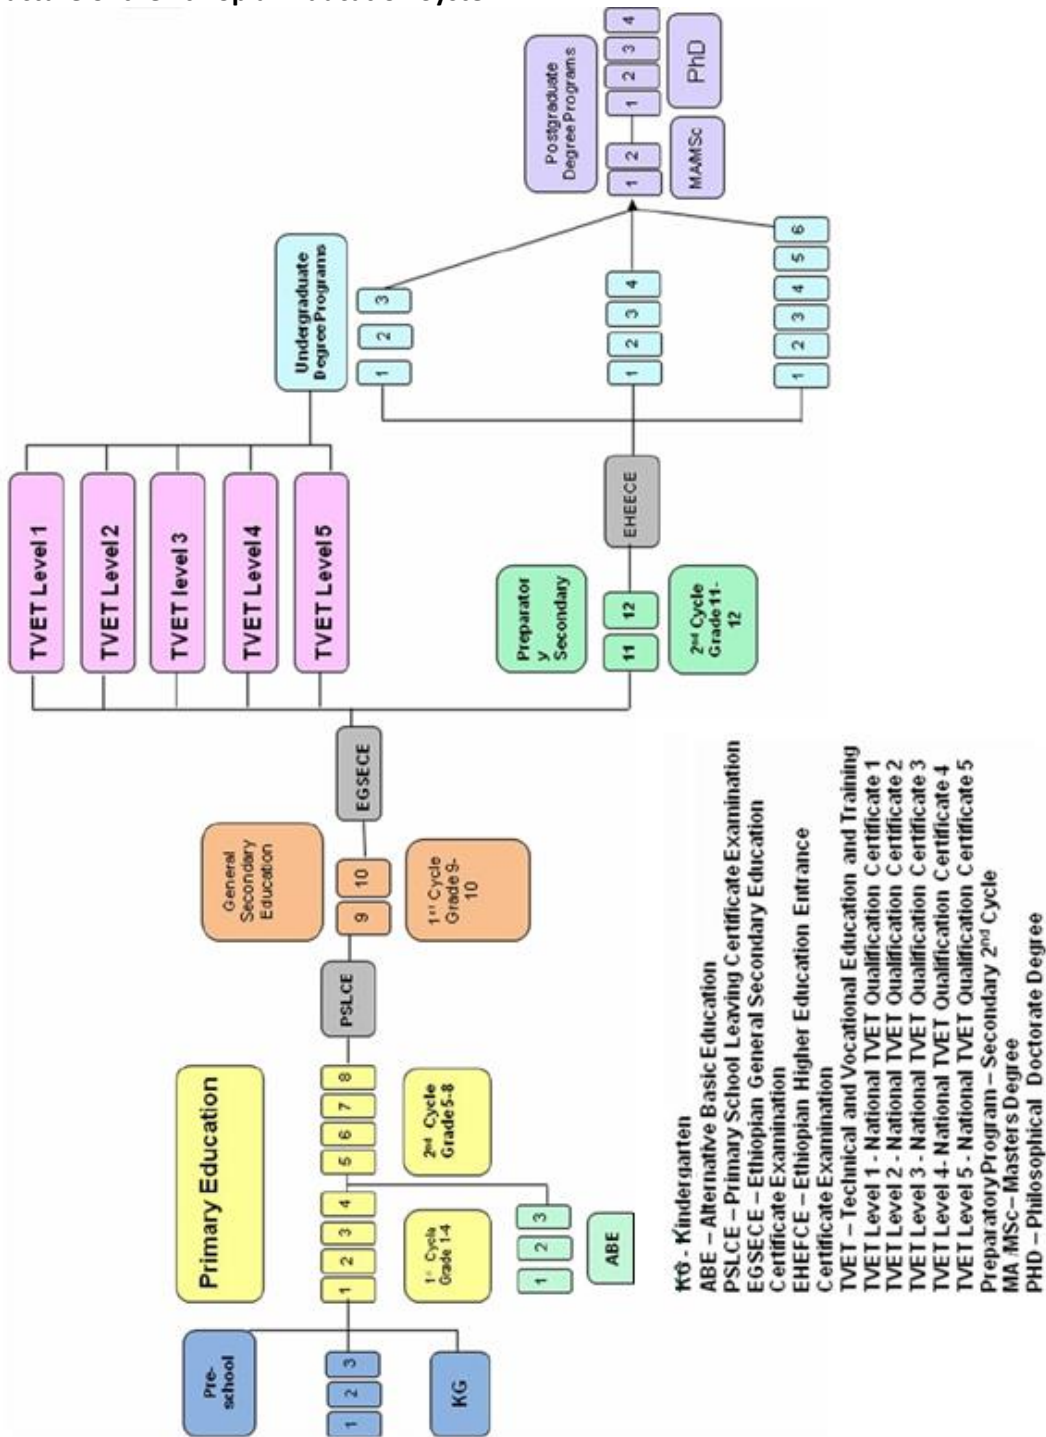 Pre-
school
1 2 3
KG
Primary Education
1 2 3 4 5 6 7 8
1st Cycle
Grade 1-4
2nd Cycle
Grade 5-8
1 2 3
ABE
PSLCE
General
Secondary
Education
9 10
1st Cycle
Grade 9-
10
EGSECE
TVET Level 1
TVET Level 2
TVET level 3
TVET Level 4
TVET Level 5
Preparator
y
Secondary
11 12
2nd Cycle
Grade 11-
12
EHEECE
Undergraduate
Degree Programs
1 2 3
1 2 3 4
1 2 3 4 5 6
Postgraduate
Degree Programs
1 2 1 2 3 4
MA/MSc
PhD
KG - Kindergarten
ABE – Alternative Basic Education
PSLCE – Primary School Leaving Certificate Examination
EGSECE – Ethiopian General Secondary Education
Certificate Examination
EHEFCE – Ethiopian Higher Education Entrance
Certificate Examination
TVET – Technical and Vocational Education and Training
TVET Level 1 - National TVET Qualification Certificate 1
TVET Level 2 - National TVET Qualification Certificate 2
TVET Level 3 - National TVET Qualification Certificate 3
TVET Level 4- National TVET Qualification Certificate 4
TVET Level 5 - National TVET Qualification Certificate 5
Preparatory Program – Secondary 2nd Cycle
MA /MSc – Masters Degree
PHD – Philosophical Doctorate Degree